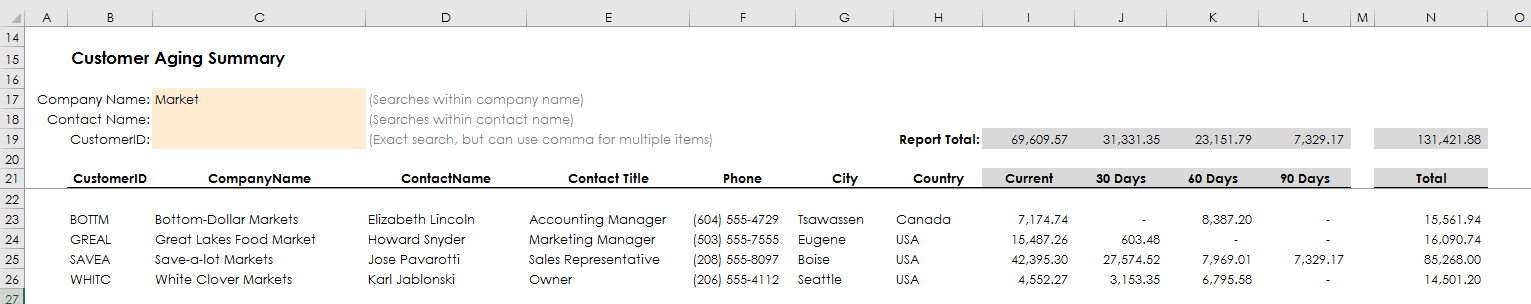 A B C D E F G H I J K L M N O
14
15 Customer Aging Summary
16
17 Company Name: Market (Searches within company name)
18 Contact Name: (Searches within contact name)
19 CustomerID: (Exact search, but can use comma for multiple items) Report Total: 69,609.57 31,331.35 23,151.79 7,329.17 131,421.88
20
21 CustomerID CompanyName ContactName Contact Title Phone City Country Current 30 Days 60 Days 90 Days Total
22
23 BOTTM Bottom-Dollar Markets Elizabeth Lincoln Accounting Manager (604) 555-4729 Tsawassen Canada 7,174.74 - 8,387.20 - 15,561.94
24 GREAL Great Lakes Food Market Howard Snyder Marketing Manager (503) 555-7555 Eugene USA 15,487.26 603.48 - - 16,090.74
25 SAVEA Save-a-lot Markets Jose Pavarotti Sales Representative (208) 555-8097 Boise USA 42,395.30 27,574.52 7,969.01 7,329.17 85,268.00
26 WHITC White Clover Markets Karl Jablonski Owner (206) 555-4112 Seattle USA 4,552.27 3,153.35 6,795.58 - 14,501.20
27